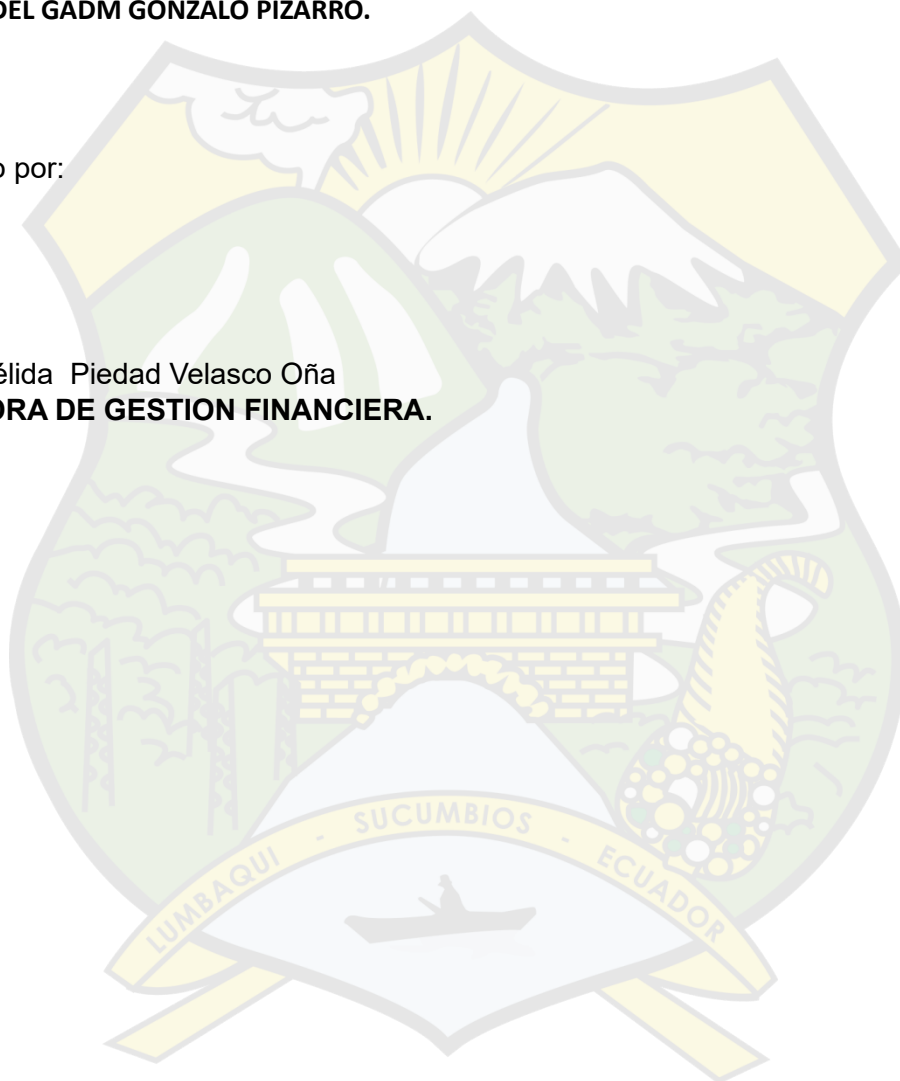 DEL GADM GONZALO PIZARRO.
o por:
élida Piedad Velasco Oña
ORA DE GESTION FINANCIERA.
LUMBAQUI - SUCUMBIOS - ECUADOR